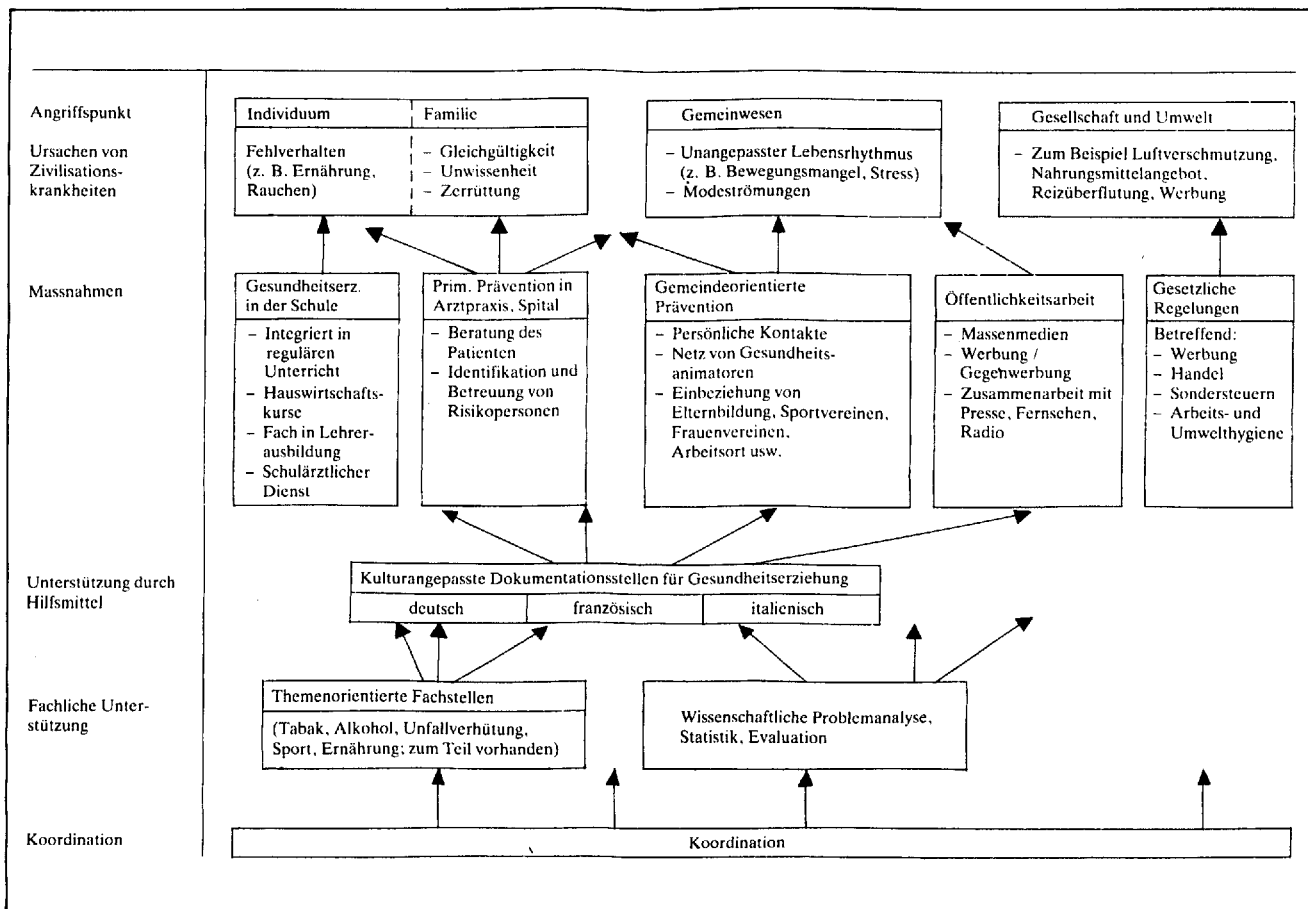 Angriffspunkt
Individuum
Familie
Gemeinwesen
Gesellschaft und Umwelt
Ursachen von
Zivilisations-
krankheiten
Fehlverhalten
(z. B. Ernährung,
Rauchen)
– Gleichgültigkeit
– Unwissenheit
– Zerrüttung
– Unangepasster Lebensrhythmus
(z. B. Bewegungsmangel, Stress)
– Modeströmungen
– Zum Beispiel Luftverschmutzung,
Nahrungsmittelangebot,
Reizüberflutung, Werbung
Massnahmen
Gesundheitserz.
in der Schule
– Integriert in
regulären
Unterricht
– Hauswirtschafts-
kurse
– Fach in Lehrer-
ausbildung
– Schulärztlicher
Dienst
Prim. Prävention in
Arztpraxis, Spital
– Beratung des
Patienten
– Identifikation und
Betreuung von
Risikopersonen
Gemeindeorientierte
Prävention
– Persönliche Kontakte
– Netz von Gesundheits-
animatoren
– Einbeziehung von
Elternbildung, Sportvereinen,
Frauenvereinen,
Arbeitsort usw.
Öffentlichkeitsarbeit
– Massenmedien
– Werbung /
Gegenwerbung
– Zusammenarbeit mit
Presse, Fernsehen,
Radio
Gesetzliche
Regelungen
Betreffend:
– Werbung
– Handel
– Sondersteuern
– Arbeits- und
Umwelthygiene
Unterstützung durch
Hilfsmittel
Kulturangepasste Dokumentationsstellen für Gesundheitserziehung
deutsch
französisch
italienisch
Fachliche Unter-
stützung
Themenorientierte Fachstellen
(Tabak, Alkohol, Unfallverhütung,
Sport, Ernährung; zum Teil vorhanden)
Wissenschaftliche Problemanalyse,
Statistik, Evaluation
Koordination
Koordination